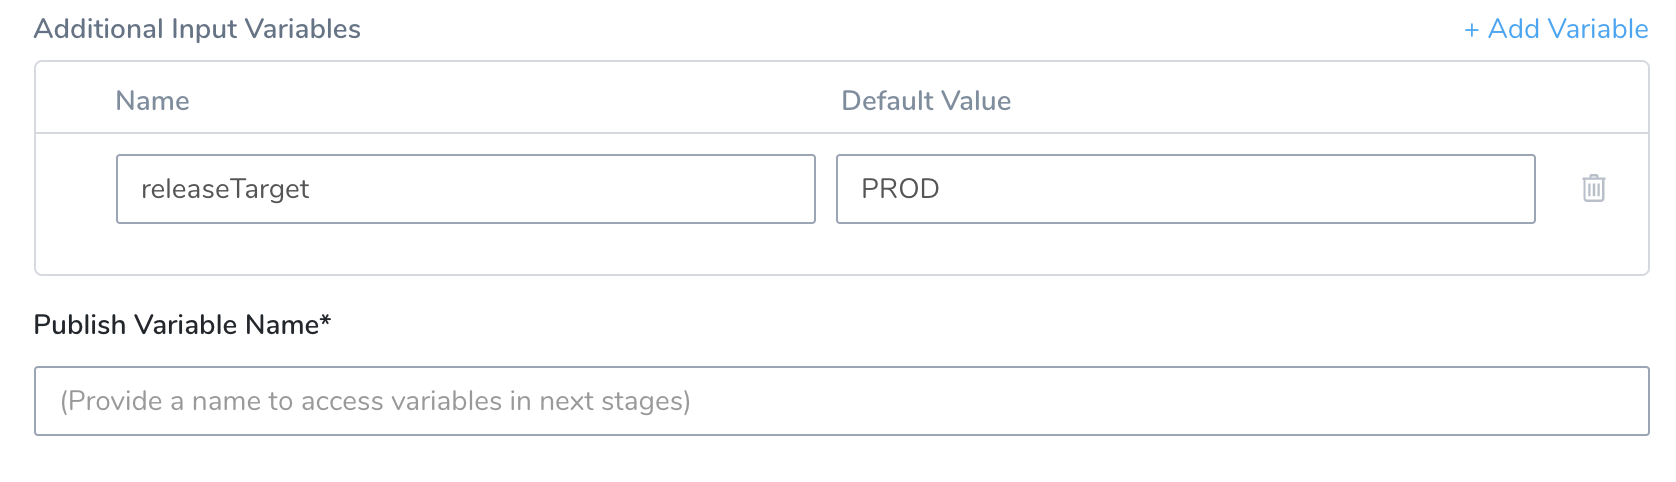 Additional Input Variables
+ Add Variable
Name
Default Value
releaseTarget
PROD
Publish Variable Name*
(Provide a name to access variables in next stages)